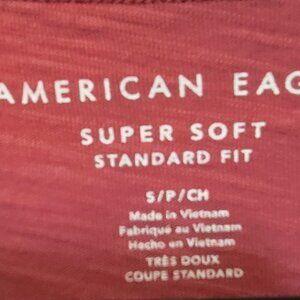 AMERICAN EAG
SUPER SOFT
STANDARD FIT
S/P/CH
Made in Vietnam
Fabriqué au Vietnam
Hecho en Vietnam
TRÈS DOUX
COUPE STANDARD